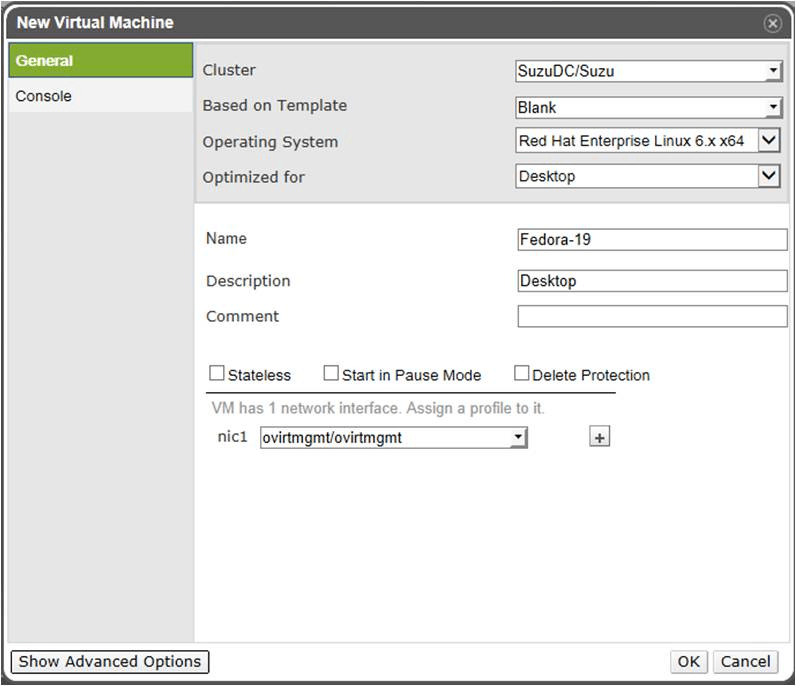 New Virtual Machine
General
Console
Cluster SuzuDC/Suzu
Based on Template Blank
Operating System Red Hat Enterprise Linux 6.x x64
Optimized for Desktop
Name Fedora-19
Description Desktop
Comment
Stateless Start in Pause Mode Delete Protection
VM has 1 network interface. Assign a profile to it.
nic1 ovirtmgmt/ovirtmgmt +
Show Advanced Options OK Cancel